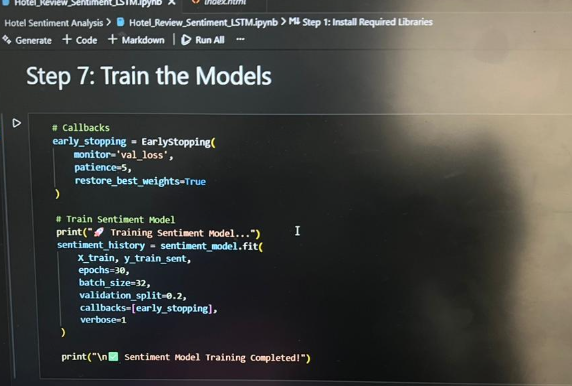 Hotel_Review_Sentiment_LSTM.ipynb X index.html
Hotel Sentiment Analysis > Hotel_Review_Sentiment_LSTM.ipynb > M↓ Step 1: Install Required Libraries
Generate + Code + Markdown | ▷ Run All ...
Step 7: Train the Models
# Callbacks
early_stopping = EarlyStopping(
monitor='val_loss',
patience=5,
restore_best_weights=True
)
# Train Sentiment Model
print("🚀 Training Sentiment Model...")
sentiment_history = sentiment_model.fit(
X_train, y_train_sent,
epochs=30,
batch_size=32,
validation_split=0.2,
callbacks=[early_stopping],
verbose=1
)
print("\n✅ Sentiment Model Training Completed!")